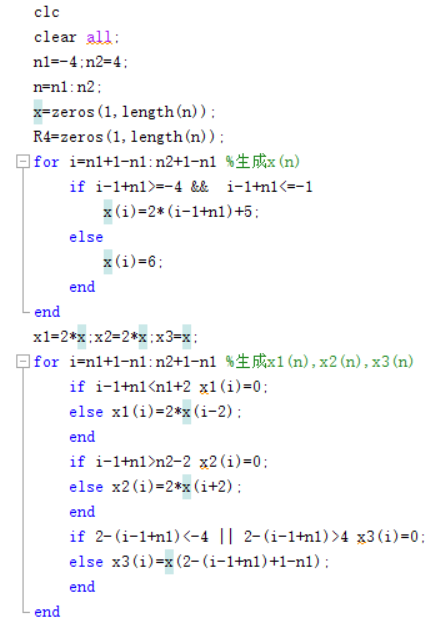 clc
clear all;
n1=-4;n2=4;
n=n1:n2;
x=zeros(1,length(n));
R4=zeros(1,length(n));
for i=n1+1-n1:n2+1-n1 %生成x(n)
if i-1+n1>=-4 && i-1+n1<=-1
x(i)=2*(i-1+n1)+5;
else
x(i)=6;
end
end
x1=2*x;x2=2*x;x3=x;
for i=n1+1-n1:n2+1-n1 %生成x1(n),x2(n),x3(n)
if i-1+n1<n1+2 x1(i)=0;
else x1(i)=2*x(i-2);
end
if i-1+n1>n2-2 x2(i)=0;
else x2(i)=2*x(i+2);
end
if 2-(i-1+n1)<-4 || 2-(i-1+n1)>4 x3(i)=0;
else x3(i)=x(2-(i-1+n1)+1-n1);
end
end